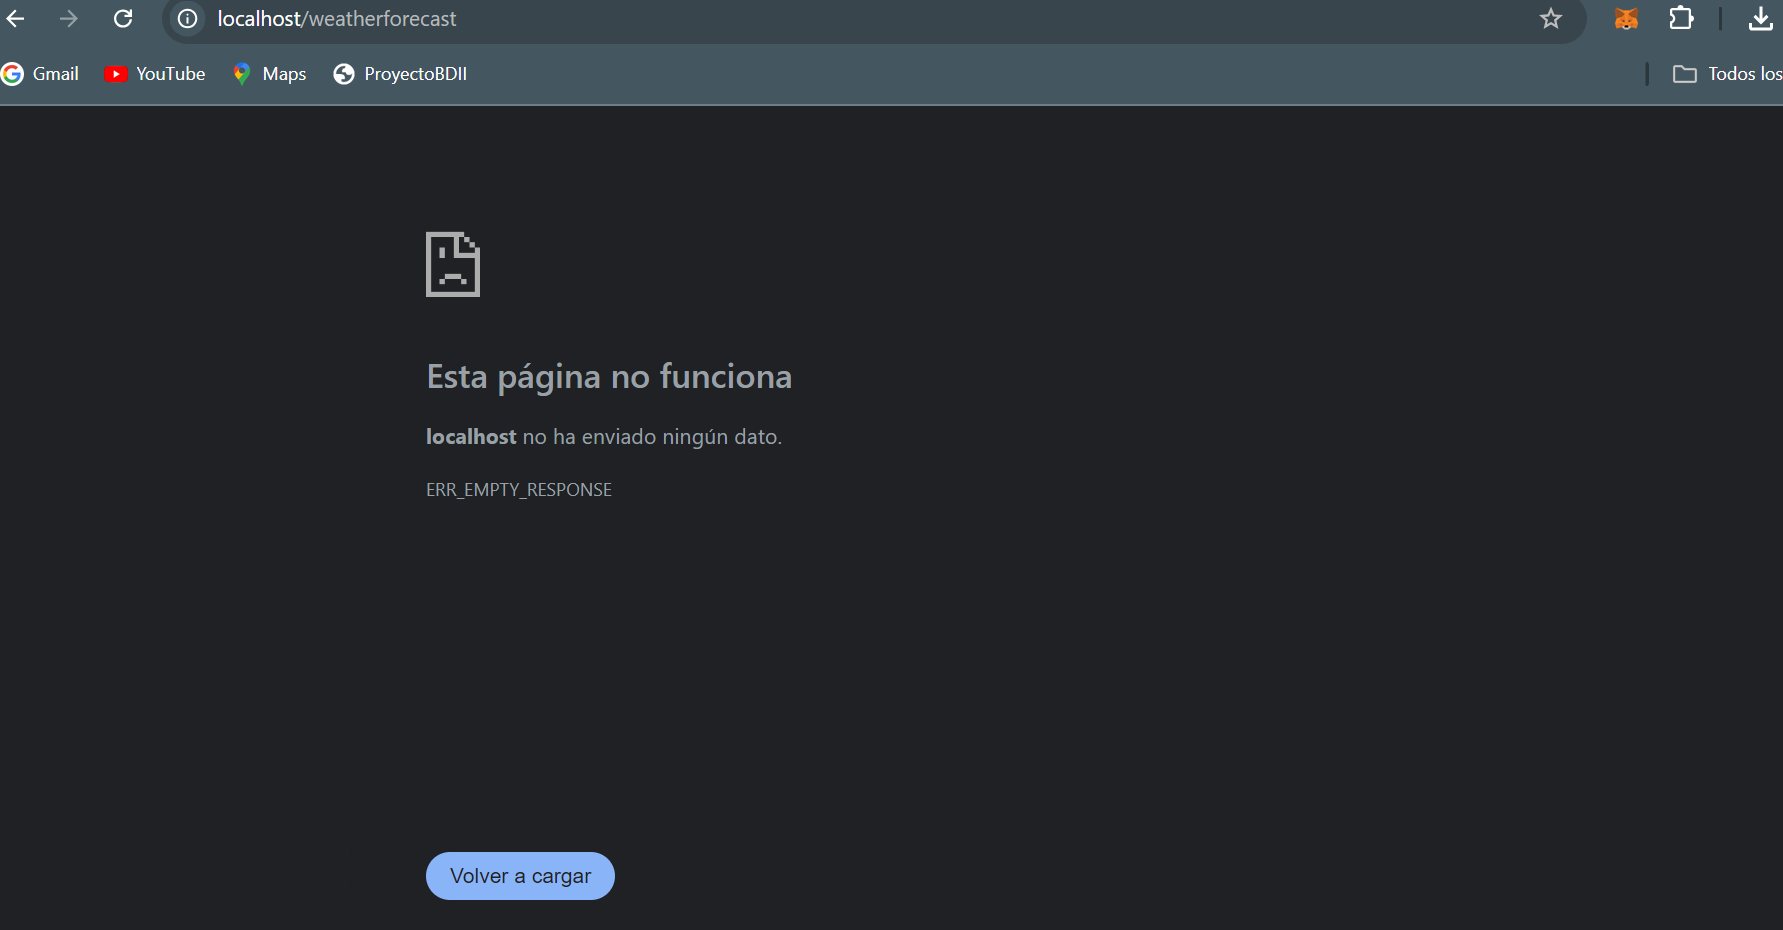 localhost/weatherforecast
Gmail YouTube Maps ProyectoBDII Todos los
Esta página no funciona
localhost no ha enviado ningún dato.
ERR_EMPTY_RESPONSE
Volver a cargar